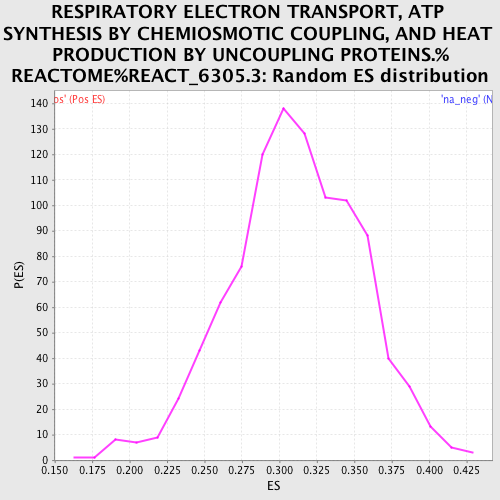 RESPIRATORY ELECTRON TRANSPORT, ATP
SYNTHESIS BY CHEMIOSMOTIC COUPLING, AND HEAT
PRODUCTION BY UNCOUPLING PROTEINS.%
REACTOME%REACT_6305.3: Random ES distribution
os' (Pos ES)
'na_neg' (N
140
130
120
110
100
90
80
70
60
50
40
30
20
10
0
P(ES)
0.150 0.175 0.200 0.225 0.250 0.275 0.300 0.325 0.350 0.375 0.400 0.425
ES